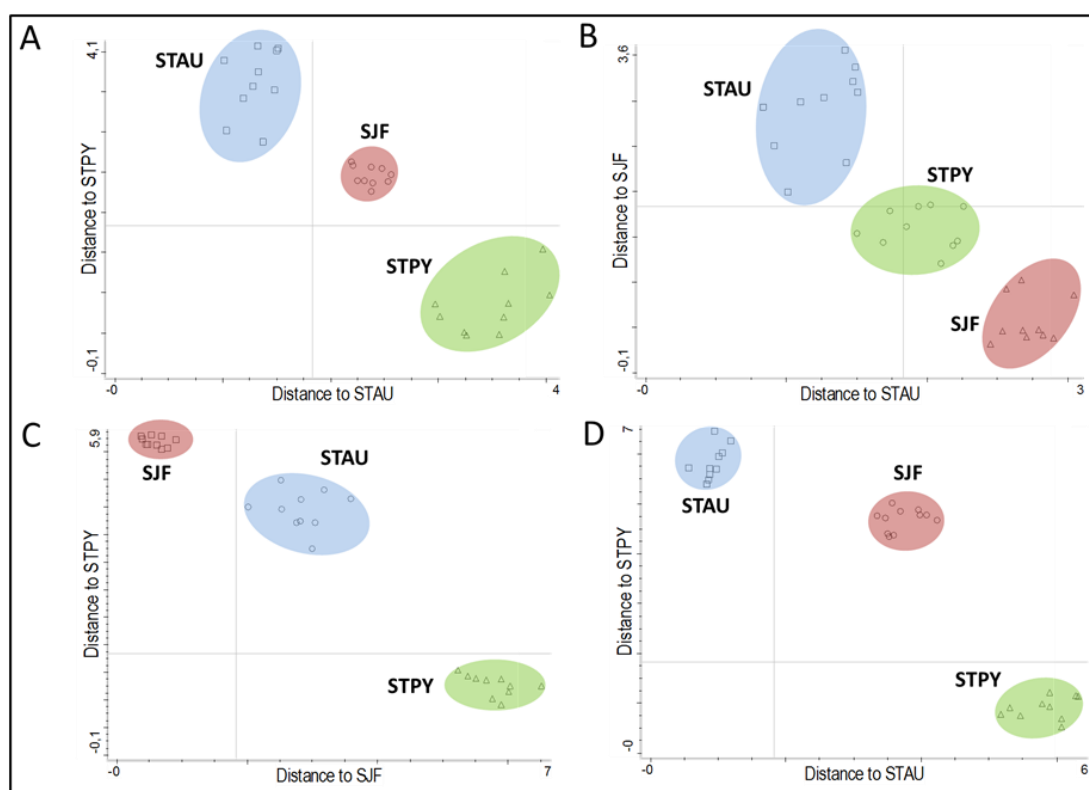 A
4,1
STAU
SJF
STPY
Distance to STPY
-0,1
-0
Distance to STAU
4
B
3,6
STAU
STPY
SJF
Distance to SJF
-0,1
-0
Distance to STAU
3
C
5,9
SJF
STAU
STPY
Distance to STPY
-0,1
-0
Distance to SJF
7
D
7
STAU
SJF
STPY
Distance to STPY
-0
-0
Distance to STAU
6